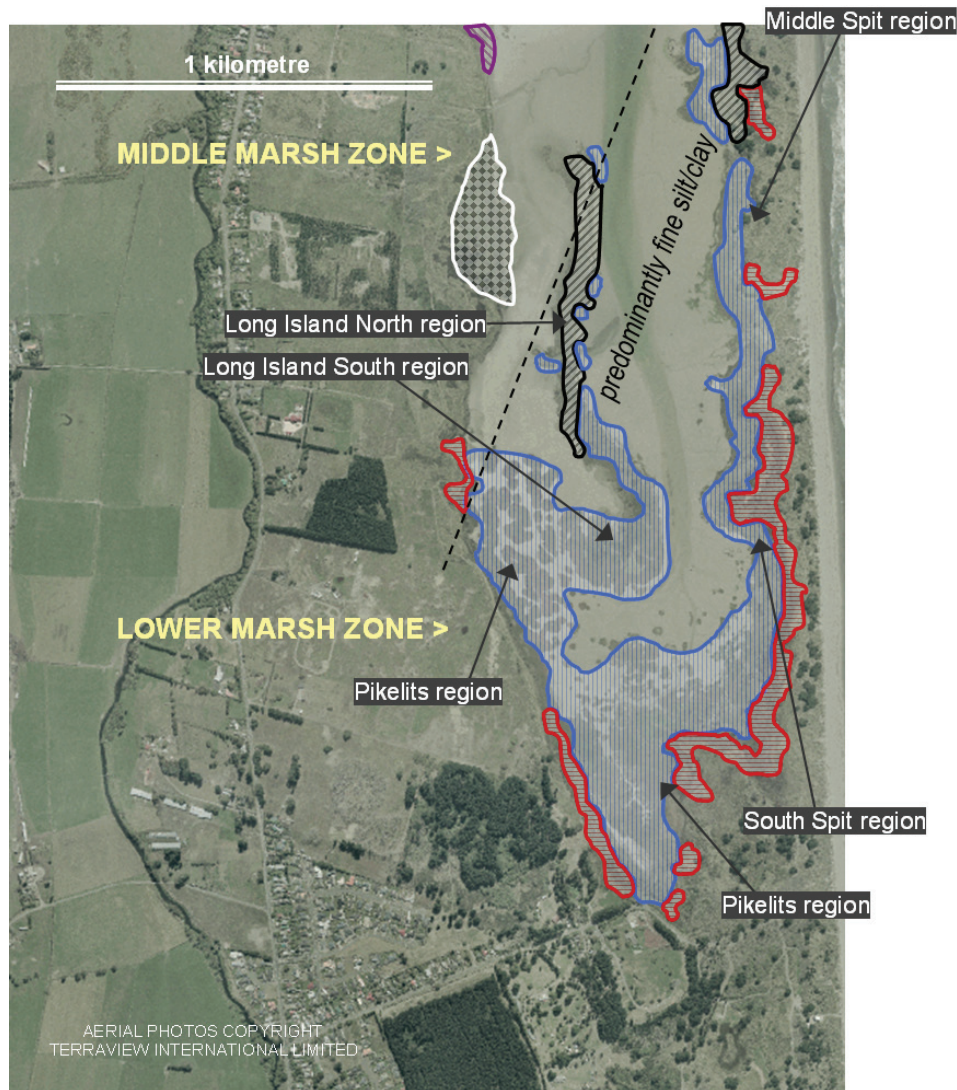 Middle Spit region
1 kilometre
MIDDLE MARSH ZONE >
predominantly fine silt/clay
Long Island North region
Long Island South region
LOWER MARSH ZONE >
Pikelits region
South Spit region
Pikelits region
AERIAL PHOTOS COPYRIGHT
TERRAVIEW INTERNATIONAL LIMITED